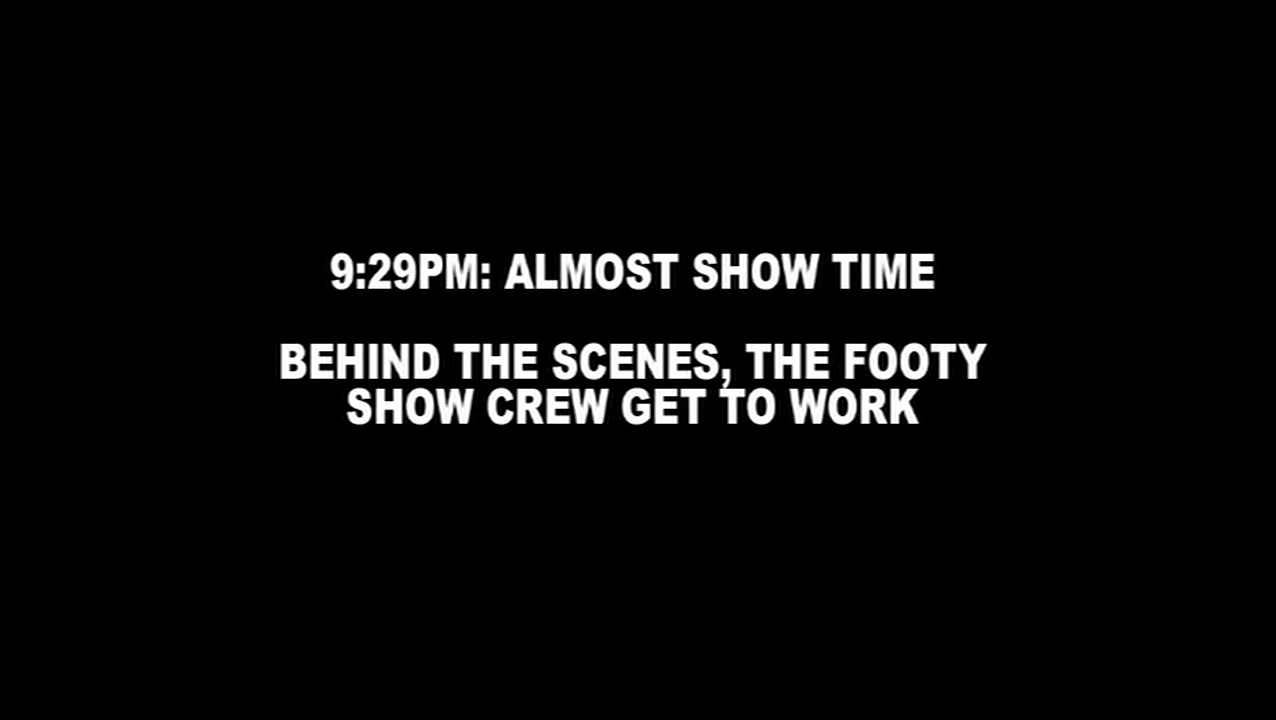 9:29PM: ALMOST SHOW TIME
BEHIND THE SCENES, THE FOOTY
SHOW CREW GET TO WORK